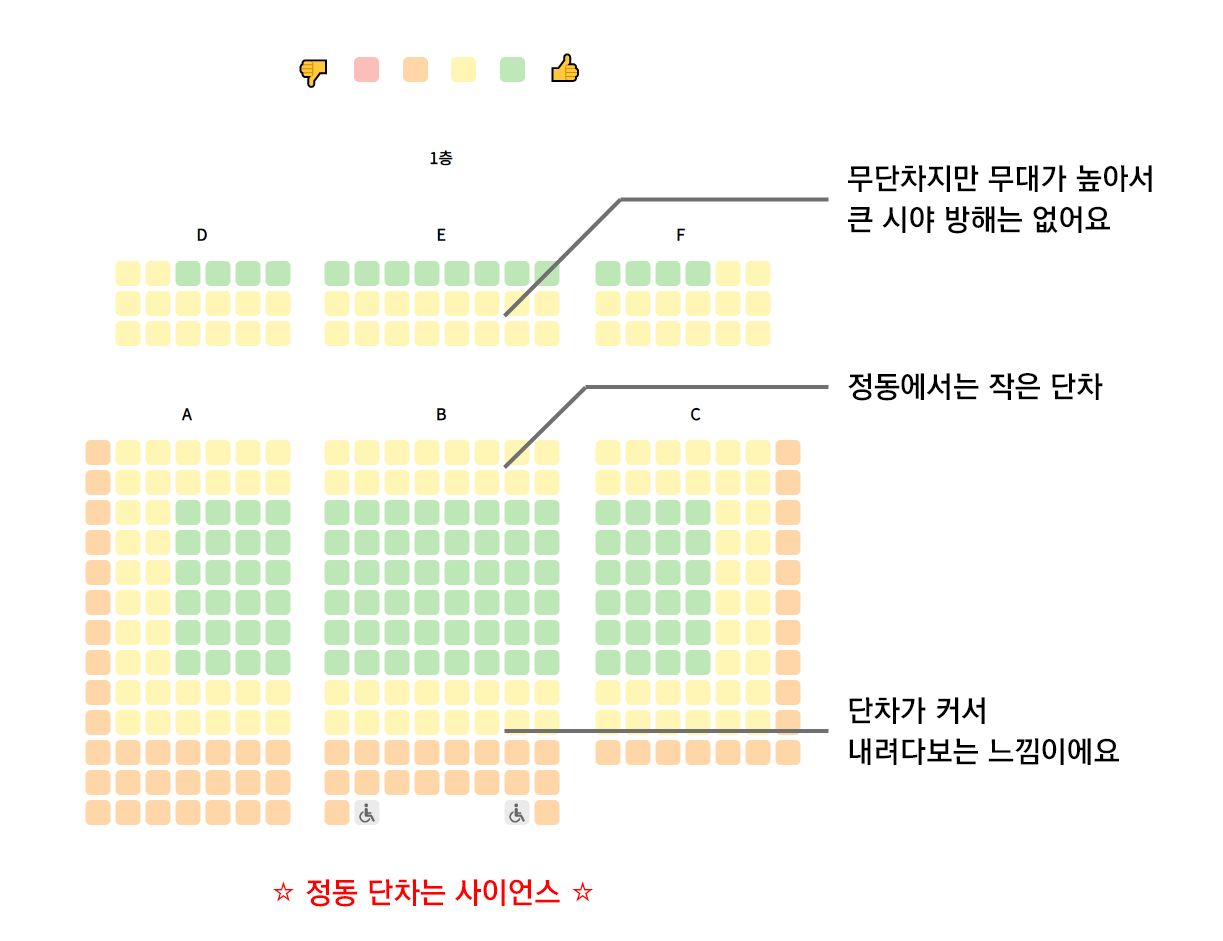 1층
무단차지만 무대가 높아서
큰 시야 방해는 없어요
D
E
F
정동에서는 작은 단차
A
B
C
단차가 커서
내려다보는 느낌이에요
☆ 정동 단차는 사이언스 ☆